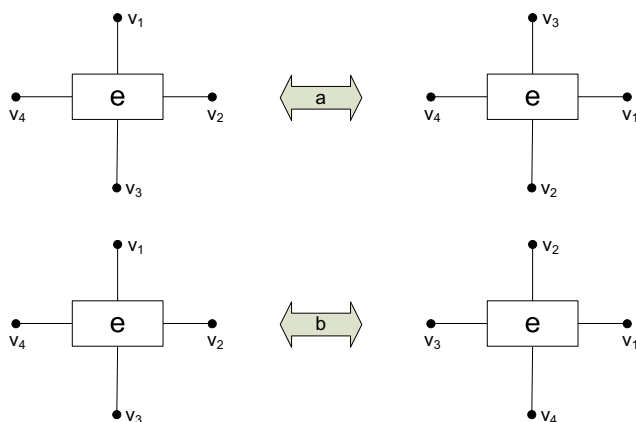 v₁ v₃
e a e
v₄ v₂ v₄ v₁
v₃ v₂
v₁ v₂
e b e
v₄ v₂ v₃ v₁
v₃ v₄